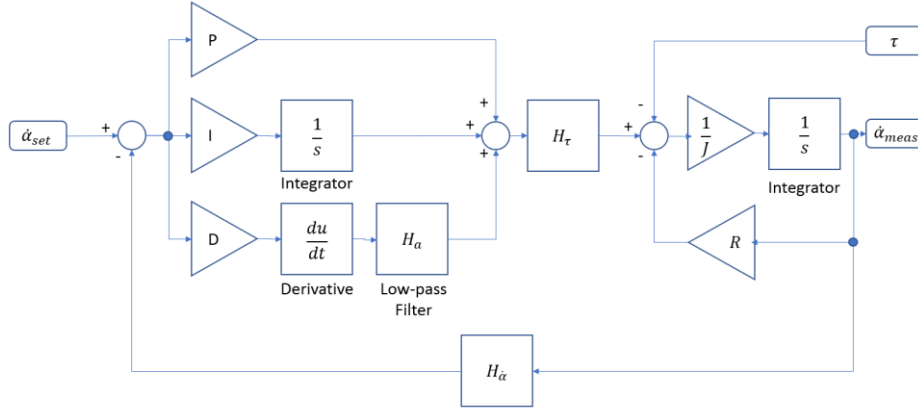 P
+
-
τ
α̇_set
+
-
I
1/s
Integrator
+
+
H_τ
+
-
1/J
1/s
Integrator
α̇_meas
D
du/dt
Derivative
H_a
Low-pass
Filter
R
H_α̇